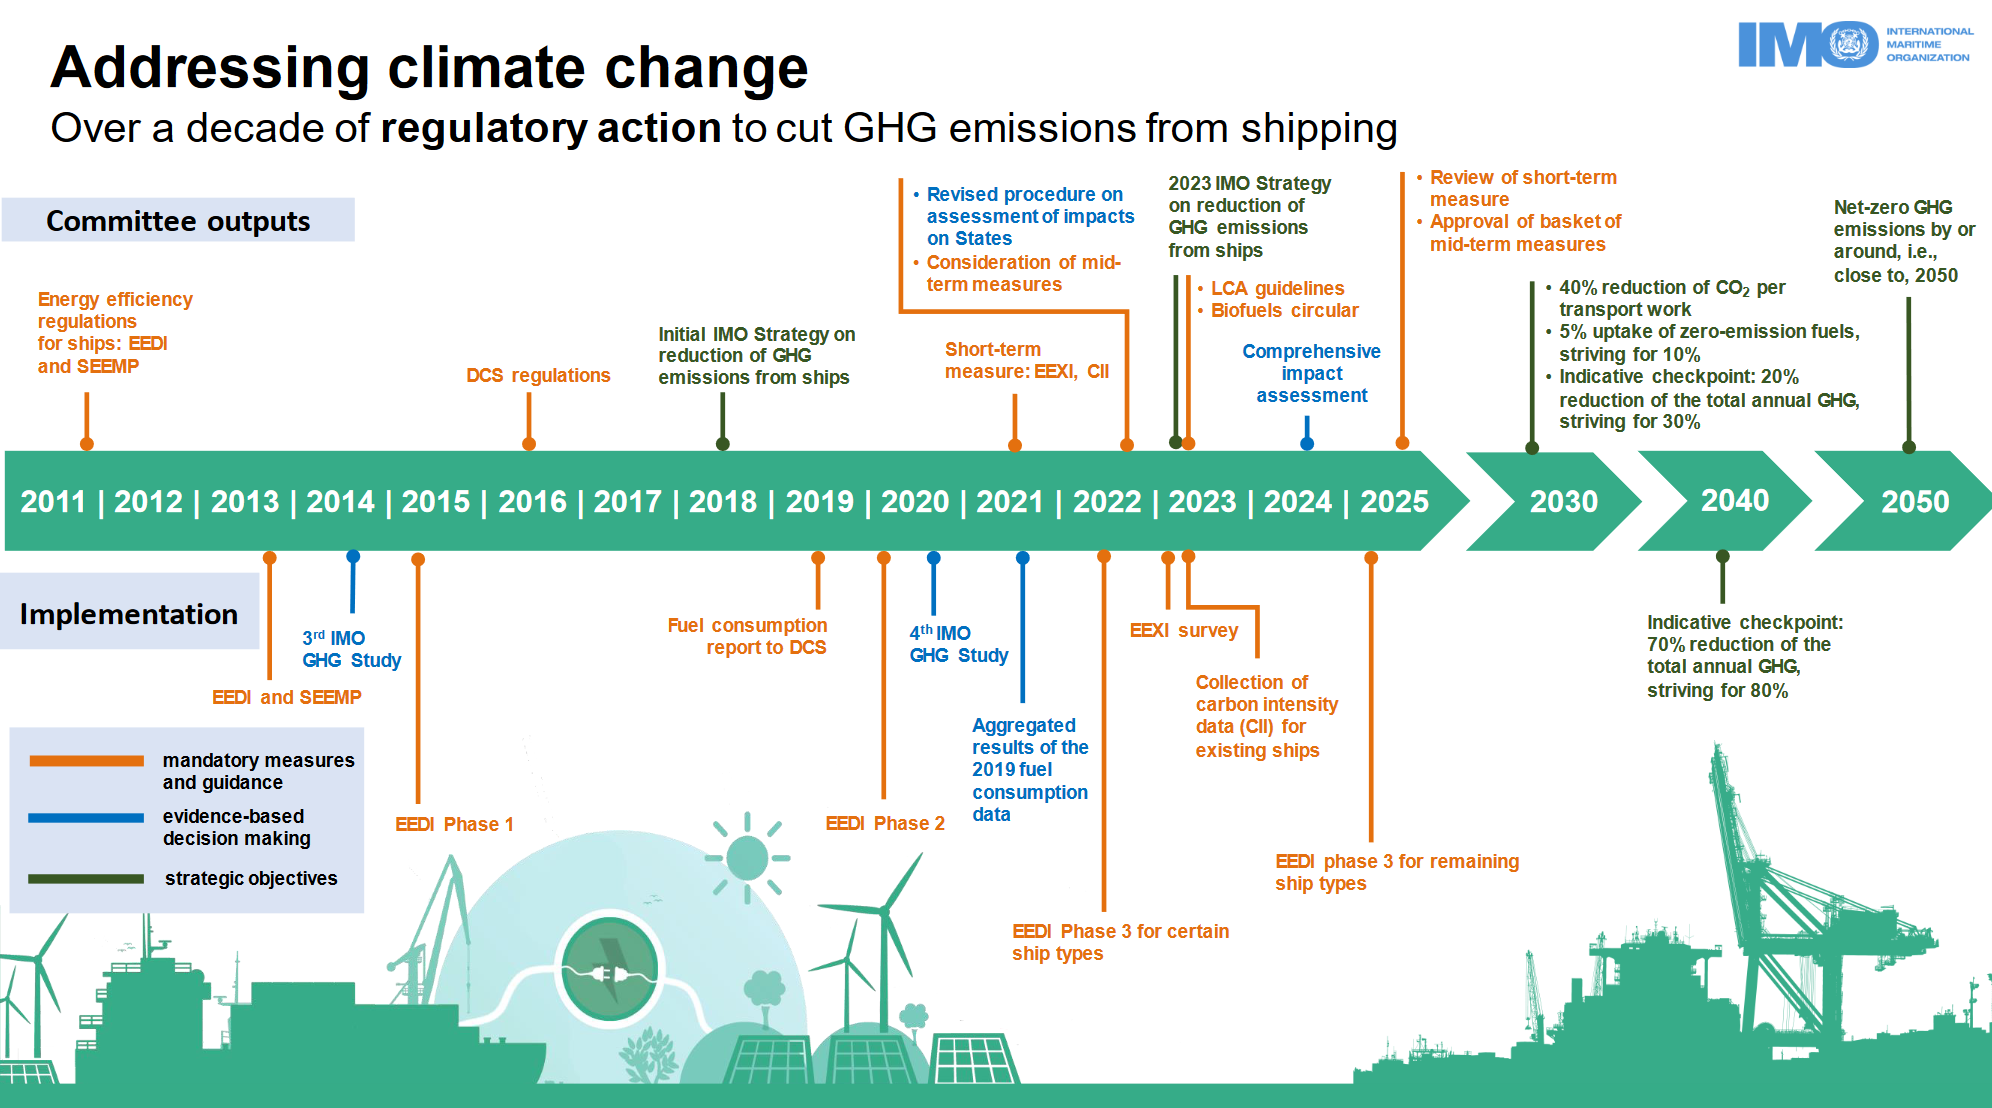 Addressing climate change
Over a decade of regulatory action to cut GHG emissions from shipping
IMO
INTERNATIONAL
MARITIME
ORGANIZATION
Committee outputs
Energy efficiency
regulations
for ships: EEDI
and SEEMP
DCS regulations
Initial IMO Strategy on
reduction of GHG
emissions from ships
• Revised procedure on
assessment of impacts
on States
• Consideration of mid-
term measures
Short-term
measure: EEXI, CII
2023 IMO Strategy
on reduction of
GHG emissions
from ships
• LCA guidelines
• Biofuels circular
Comprehensive
impact
assessment
• Review of short-term
measure
• Approval of basket of
mid-term measures
• 40% reduction of CO₂ per
transport work
• 5% uptake of zero-emission fuels,
striving for 10%
• Indicative checkpoint: 20%
reduction of the total annual GHG,
striving for 30%
Net-zero GHG
emissions by or
around, i.e.,
close to, 2050
2011 | 2012 | 2013 | 2014 | 2015 | 2016 | 2017 | 2018 | 2019 | 2020 | 2021 | 2022 | 2023 | 2024 | 2025
2030
2040
2050
Implementation
EEDI and SEEMP
3rd IMO
GHG Study
EEDI Phase 1
Fuel consumption
report to DCS
EEDI Phase 2
4th IMO
GHG Study
Aggregated
results of the
2019 fuel
consumption
data
EEDI Phase 3 for certain
ship types
EEXI survey
Collection of
carbon intensity
data (CII) for
existing ships
EEDI phase 3 for remaining
ship types
Indicative checkpoint:
70% reduction of the
total annual GHG,
striving for 80%
mandatory measures
and guidance
evidence-based
decision making
strategic objectives